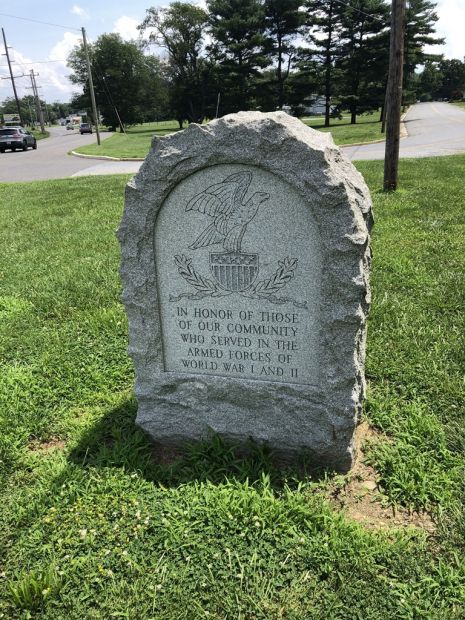 IN HONOR OF THOSE
OF OUR COMMUNITY
WHO SERVED IN THE
ARMED FORCES OF
WORLD WAR I AND II